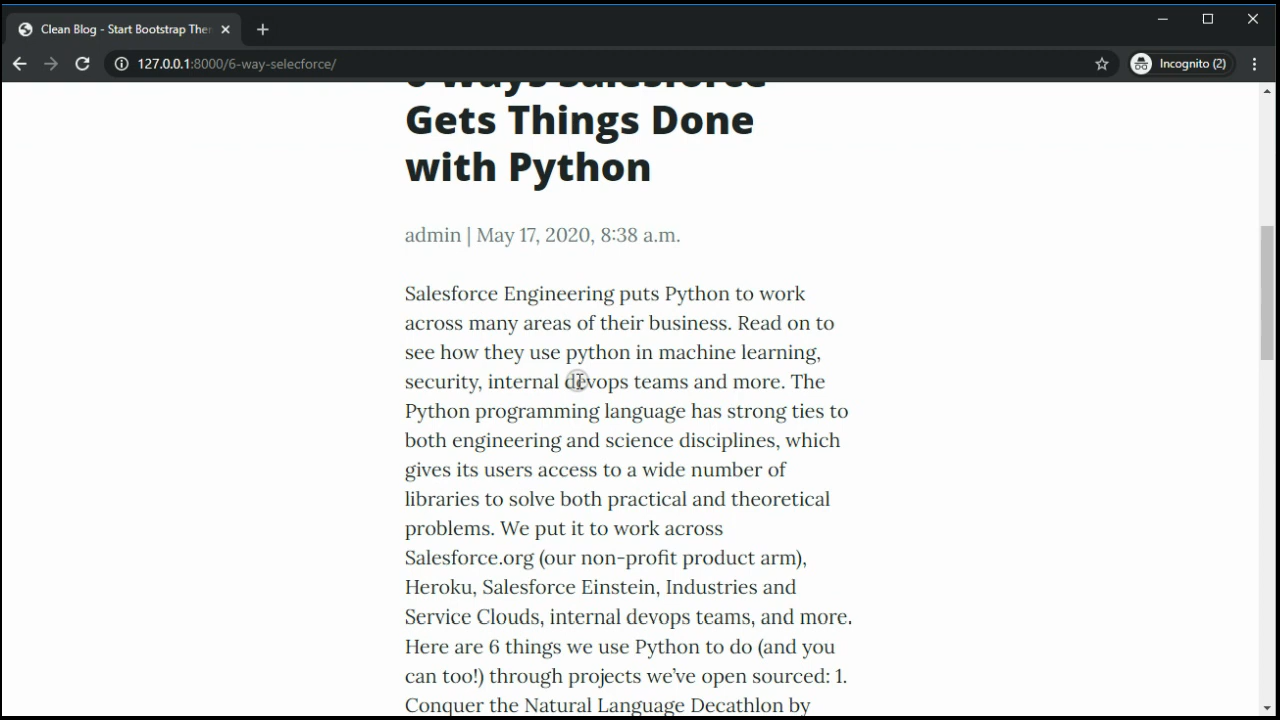 Clean Blog - Start Bootstrap The
127.0.0.1:8000/6-way-selecforce/
Incognito (2)
6 Ways Salesforce
Gets Things Done
with Python
admin | May 17, 2020, 8:38 a.m.
Salesforce Engineering puts Python to work
across many areas of their business. Read on to
see how they use python in machine learning,
security, internal devops teams and more. The
Python programming language has strong ties to
both engineering and science disciplines, which
gives its users access to a wide number of
libraries to solve both practical and theoretical
problems. We put it to work across
Salesforce.org (our non-profit product arm),
Heroku, Salesforce Einstein, Industries and
Service Clouds, internal devops teams, and more.
Here are 6 things we use Python to do (and you
can too!) through projects we’ve open sourced: 1.
Conquer the Natural Language Decathlon by